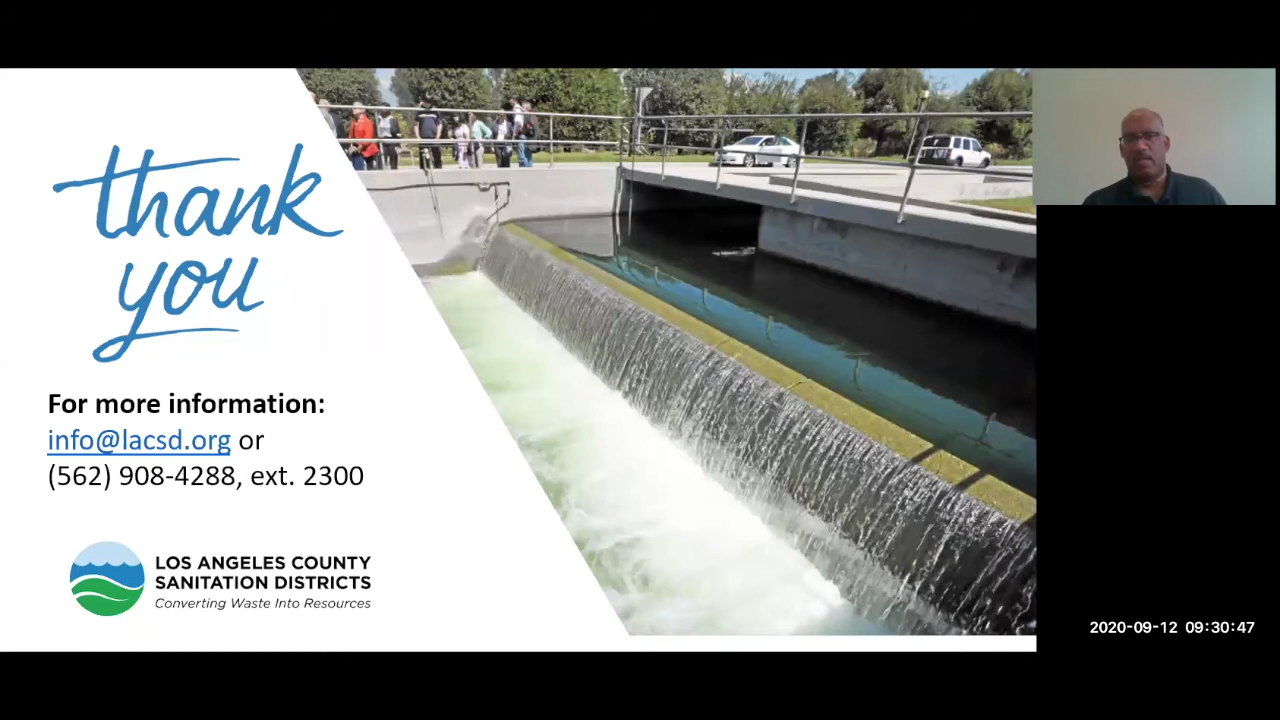 thank
you
For more information:
info@lacsd.org or
(562) 908-4288, ext. 2300
LOS ANGELES COUNTY
SANITATION DISTRICTS
Converting Waste Into Resources
2020-09-12 09:30:47